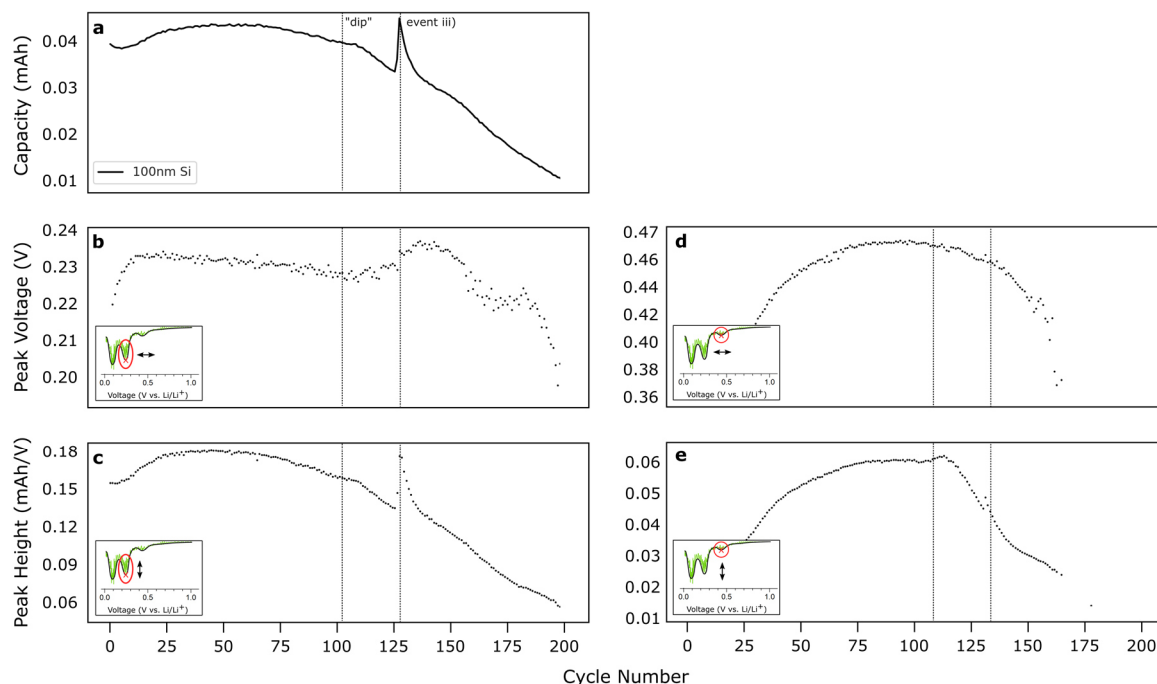 a
"dip"
event iii)
Capacity (mAh)
0.04
0.03
0.02
0.01
100nm Si
b
Peak Voltage (V)
0.24
0.23
0.22
0.21
0.20
0.0 0.5 1.0
Voltage (V vs. Li/Li+)
d
0.47
0.46
0.44
0.42
0.40
0.38
0.36
0.0 0.5 1.0
Voltage (V vs. Li/Li+)
c
Peak Height (mAh/V)
0.18
0.15
0.12
0.09
0.06
0.0 0.5 1.0
Voltage (V vs. Li/Li+)
0 25 50 75 100 125 150 175 200
e
0.06
0.05
0.04
0.03
0.02
0.01
0.0 0.5 1.0
Voltage (V vs. Li/Li+)
0 25 50 75 100 125 150 175 200
Cycle Number